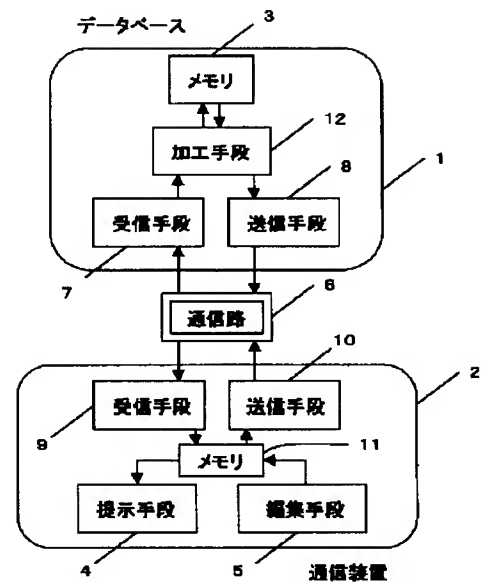 データベース
3
メモリ
12
加工手段
8
1
受信手段
送信手段
7
6
通信路
10
2
受信手段
送信手段
9
メモリ
11
提示手段
編集手段
4
5
通信装置